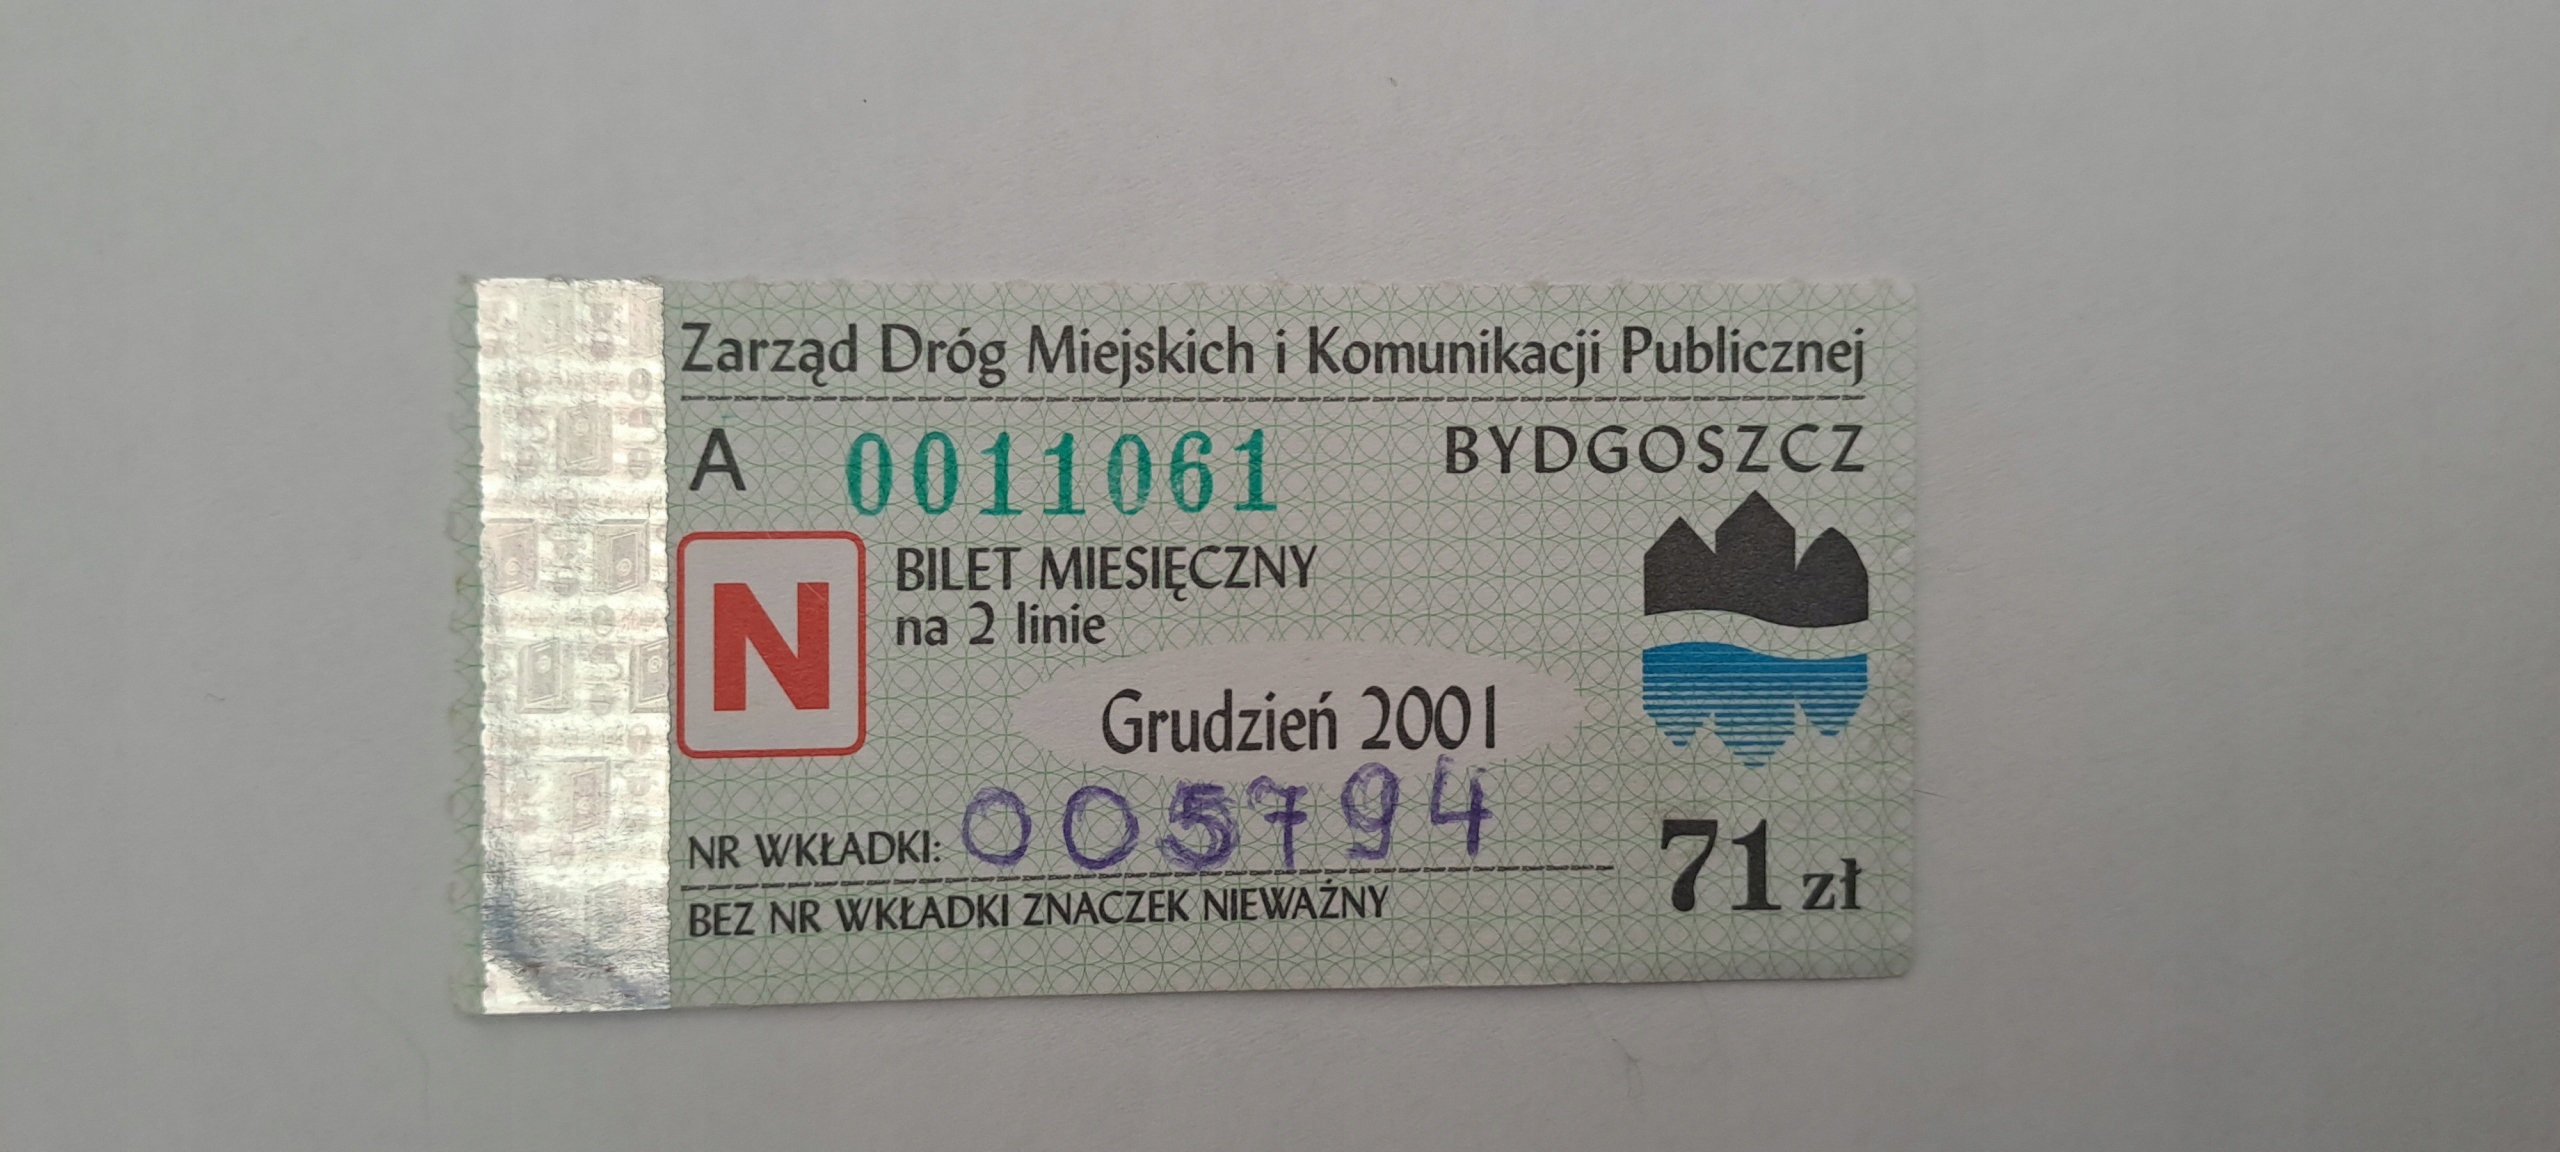 Zarząd Dróg Miejskich i Komunikacji Publicznej
A 0011061 BYDGOSZCZ
N
BILET MIESIĘCZNY
na 2 linie
Grudzień 2001
NR WKŁADKI: 005794
71 zł
BEZ NR WKŁADKI ZNACZEK NIEWAŻNY